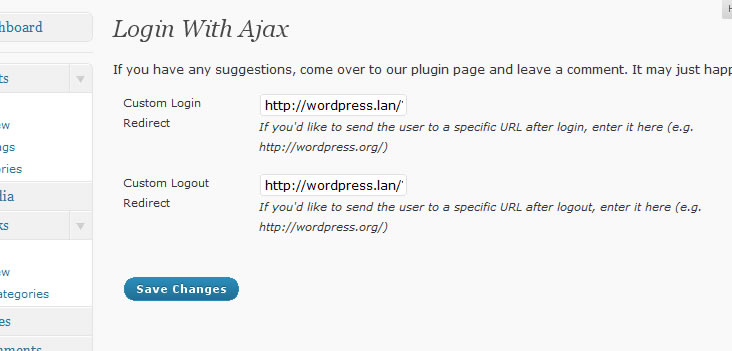 hboard
Login With Ajax
If you have any suggestions, come over to our plugin page and leave a comment. It may just happ
ts
Custom Login
Redirect
http://wordpress.lan/
If you'd like to send the user to a specific URL after login, enter it here (e.g.
http://wordpress.org/)
w
gs
ories
Custom Logout
Redirect
http://wordpress.lan/
If you'd like to send the user to a specific URL after logout, enter it here (e.g.
http://wordpress.org/)
dia
ks
w
ategories
Save Changes
es
mments